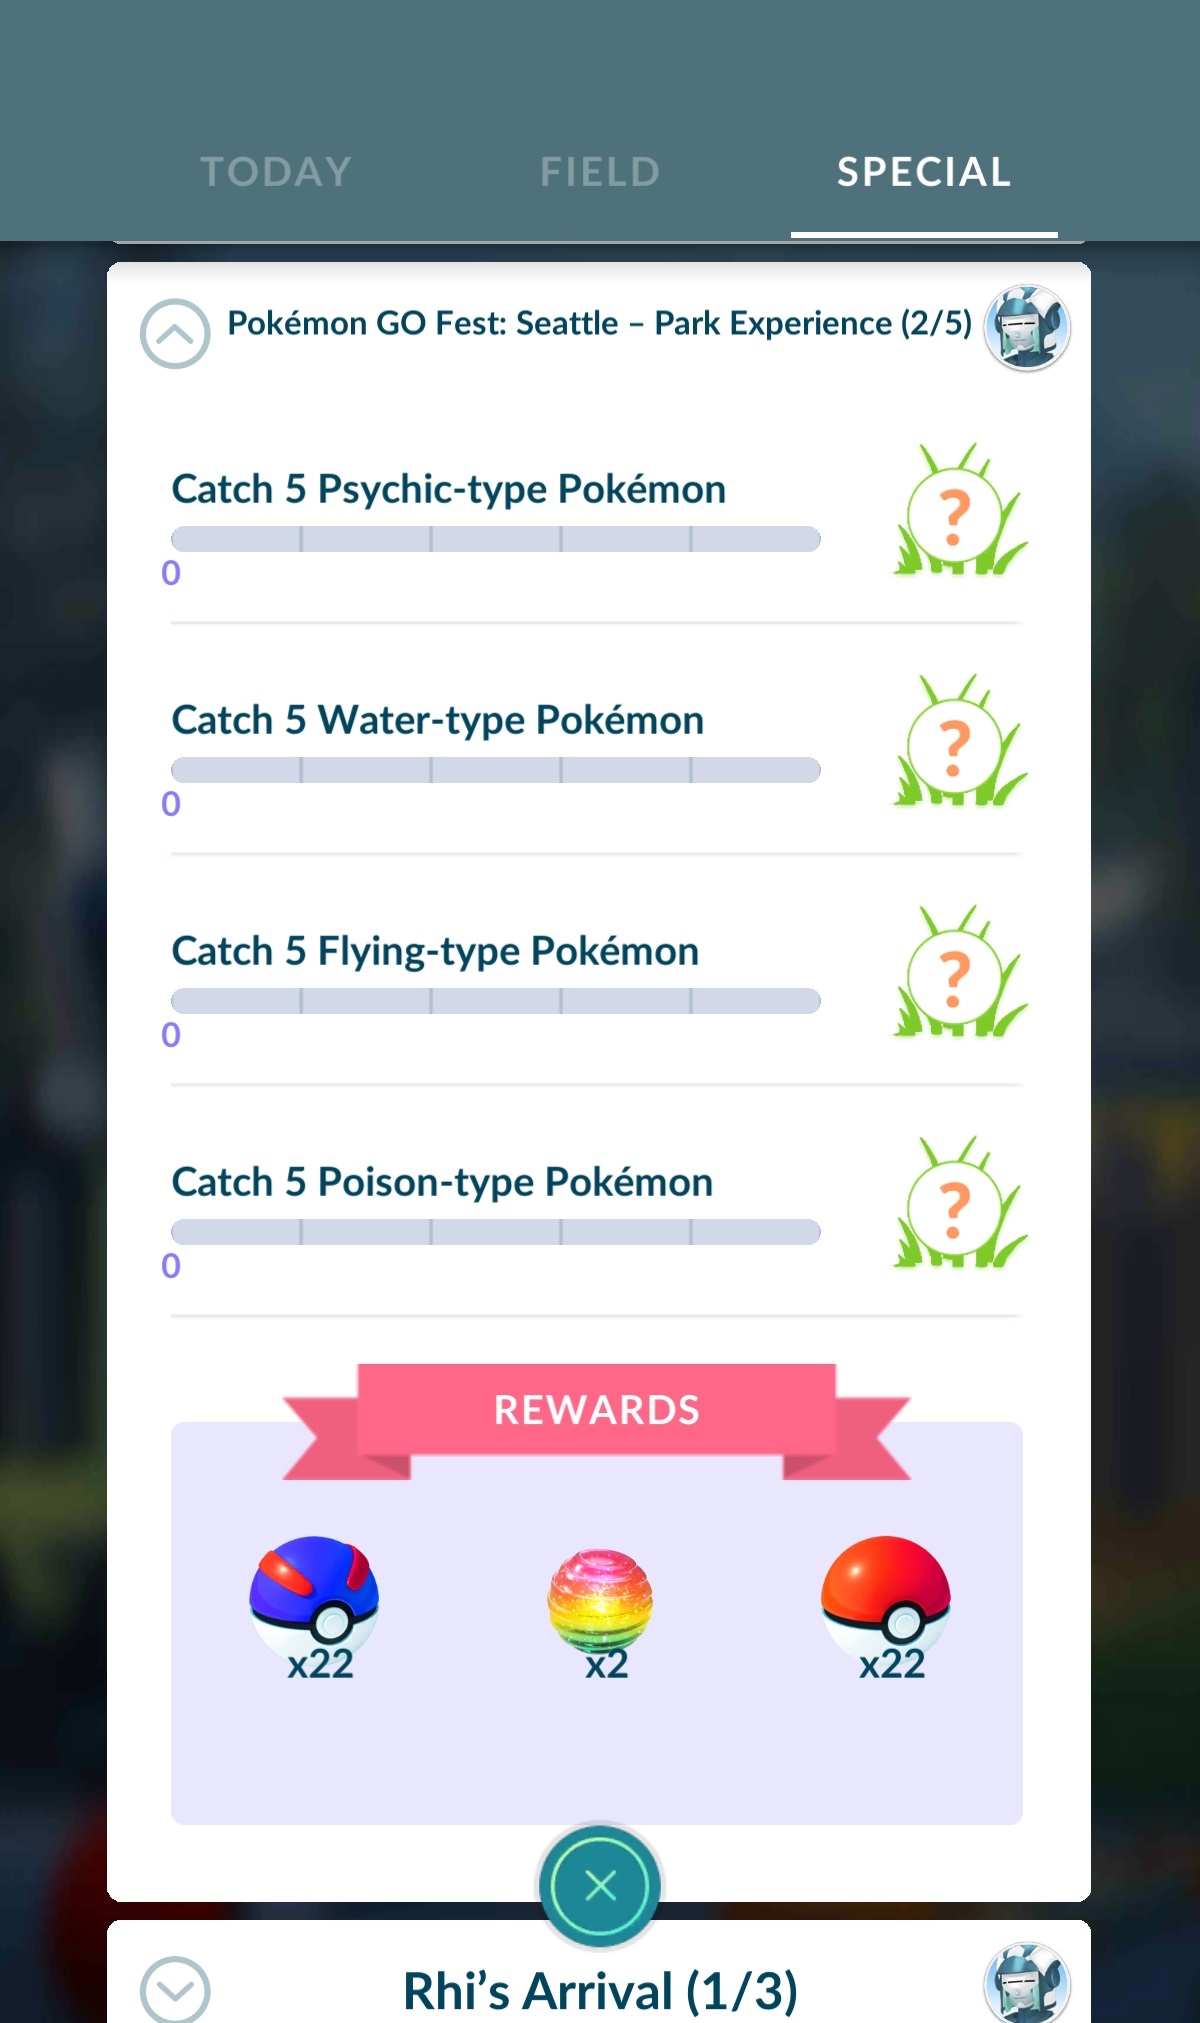 TODAY FIELD SPECIAL
Pokémon GO Fest: Seattle – Park Experience (2/5)
Catch 5 Psychic-type Pokémon
?
0
Catch 5 Water-type Pokémon
?
0
Catch 5 Flying-type Pokémon
?
0
Catch 5 Poison-type Pokémon
?
0
REWARDS
x22 x2 x22
Rhi’s Arrival (1/3)